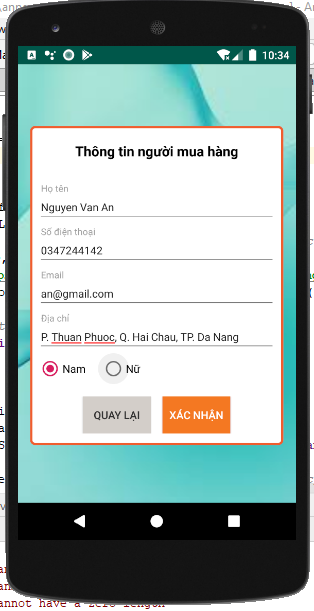 10:34
Thông tin người mua hàng
Họ tên
Nguyen Van An
Số điện thoại
0347244142
Email
an@gmail.com
Địa chỉ
P. Thuan Phuoc, Q. Hai Chau, TP. Da Nang
Nam Nữ
QUAY LẠI XÁC NHẬN
annot have a zero length